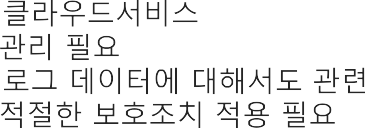 클라우드서비스
관리 필요
로그 데이터에 대해서도 관련
적절한 보호조치 적용 필요